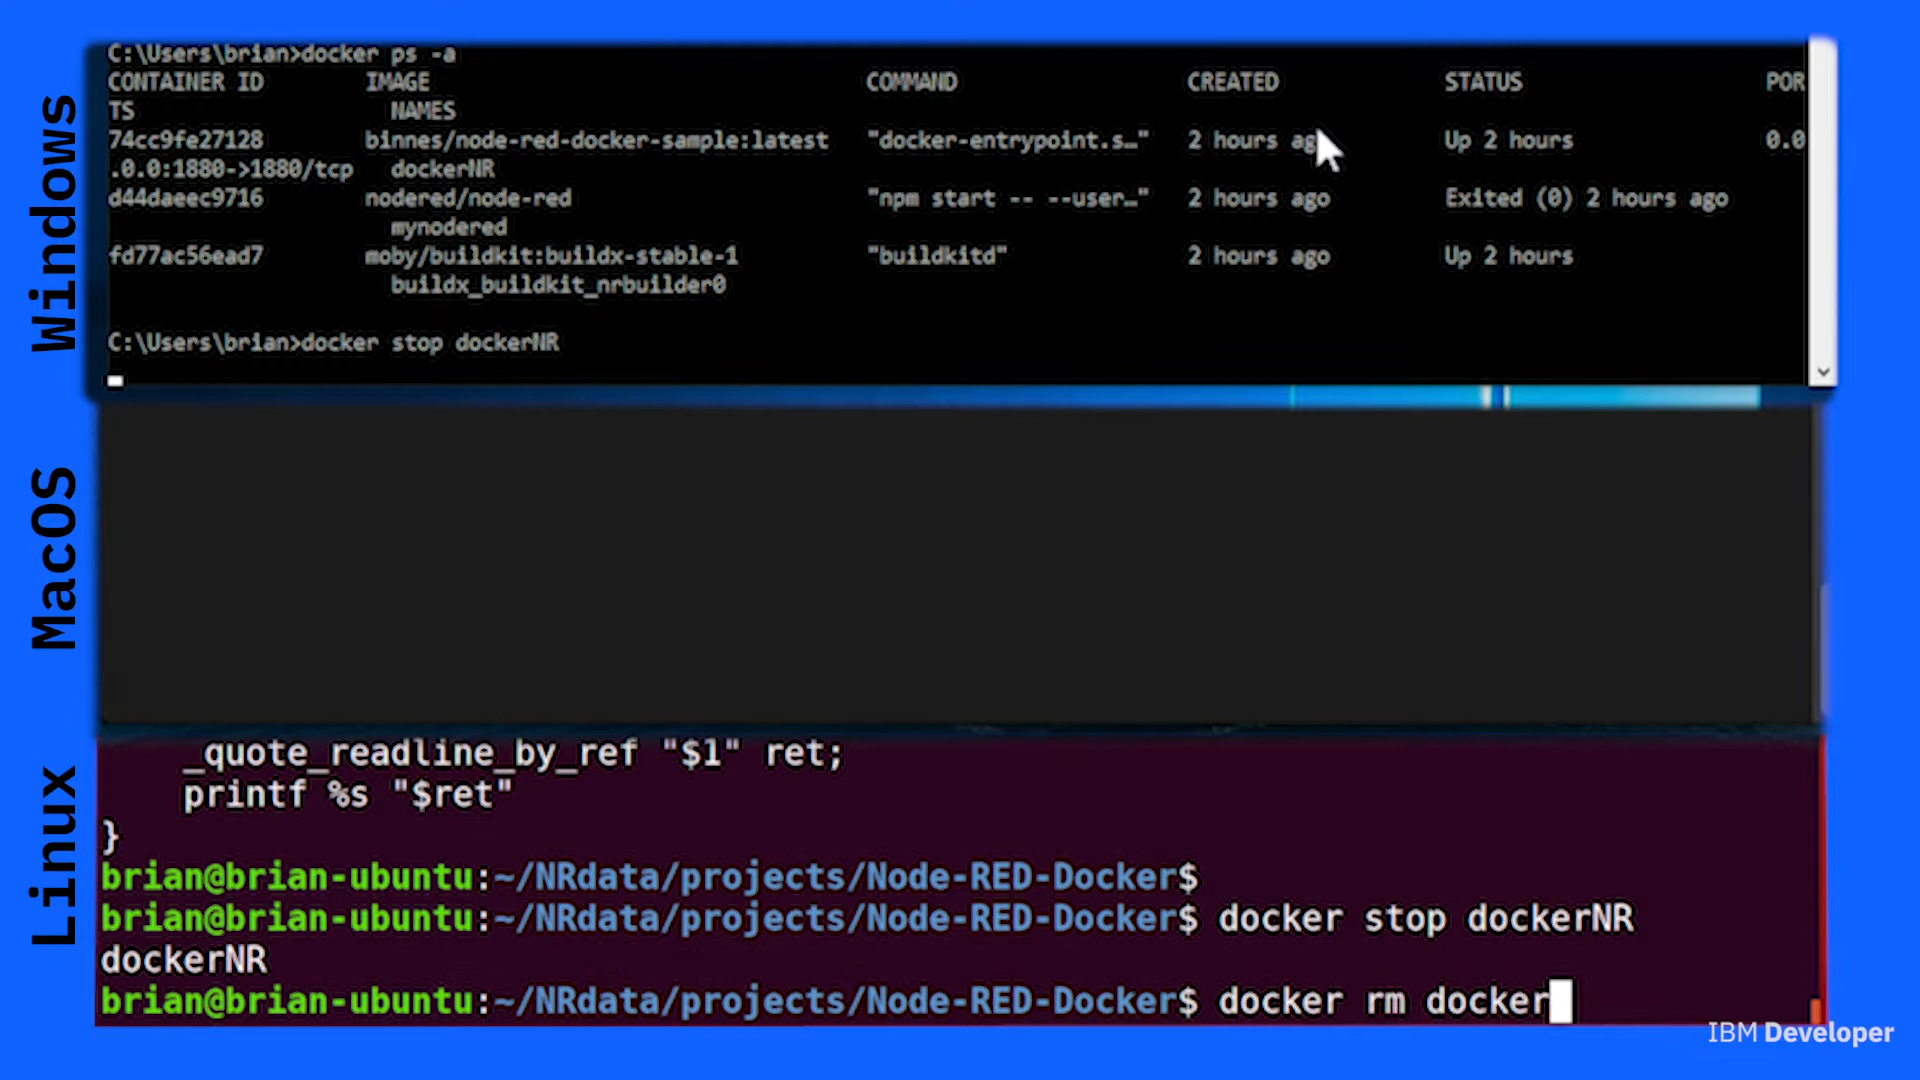 Windows
C:\Users\brian>docker ps -a
CONTAINER ID IMAGE COMMAND CREATED STATUS POR
TS NAMES
74cc9fe27128 binnes/node-red-docker-sample:latest "docker-entrypoint.s…" 2 hours ago Up 2 hours 0.0
.0.0:1880->1880/tcp dockerNR
d44daeec9716 nodered/node-red "npm start -- --user…" 2 hours ago Exited (0) 2 hours ago
mynodered
fd77ac56ead7 moby/buildkit:buildx-stable-1 "buildkitd" 2 hours ago Up 2 hours
buildx_buildkit_nrbuilder0
C:\Users\brian>docker stop dockerNR
MacOS
Linux
_quote_readline_by_ref "$1" ret;
printf %s "$ret"
}
brian@brian-ubuntu:~/NRdata/projects/Node-RED-Docker$
brian@brian-ubuntu:~/NRdata/projects/Node-RED-Docker$ docker stop dockerNR
dockerNR
brian@brian-ubuntu:~/NRdata/projects/Node-RED-Docker$ docker rm docker
IBM Developer